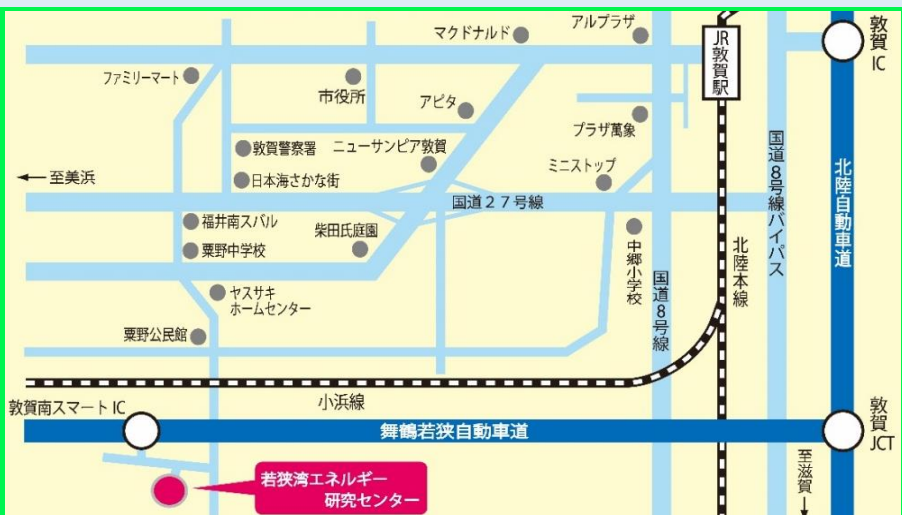 マクドナルド
アルプラザ
JR敦賀駅
敦賀
IC
ファミリーマート
市役所
アピタ
プラザ萬象
敦賀警察署
ニューサンピア敦賀
ミニストップ
国道8号線バイパス
北陸自動車道
至美浜
日本海さかな街
国道27号線
福井南スバル
柴田氏庭園
粟野中学校
中郷小学校
国道8号線
北陸本線
ヤスサキ
ホームセンター
粟野公民館
小浜線
敦賀南スマートIC
舞鶴若狭自動車道
敦賀
JCT
至滋賀
若狭湾エネルギー
研究センター